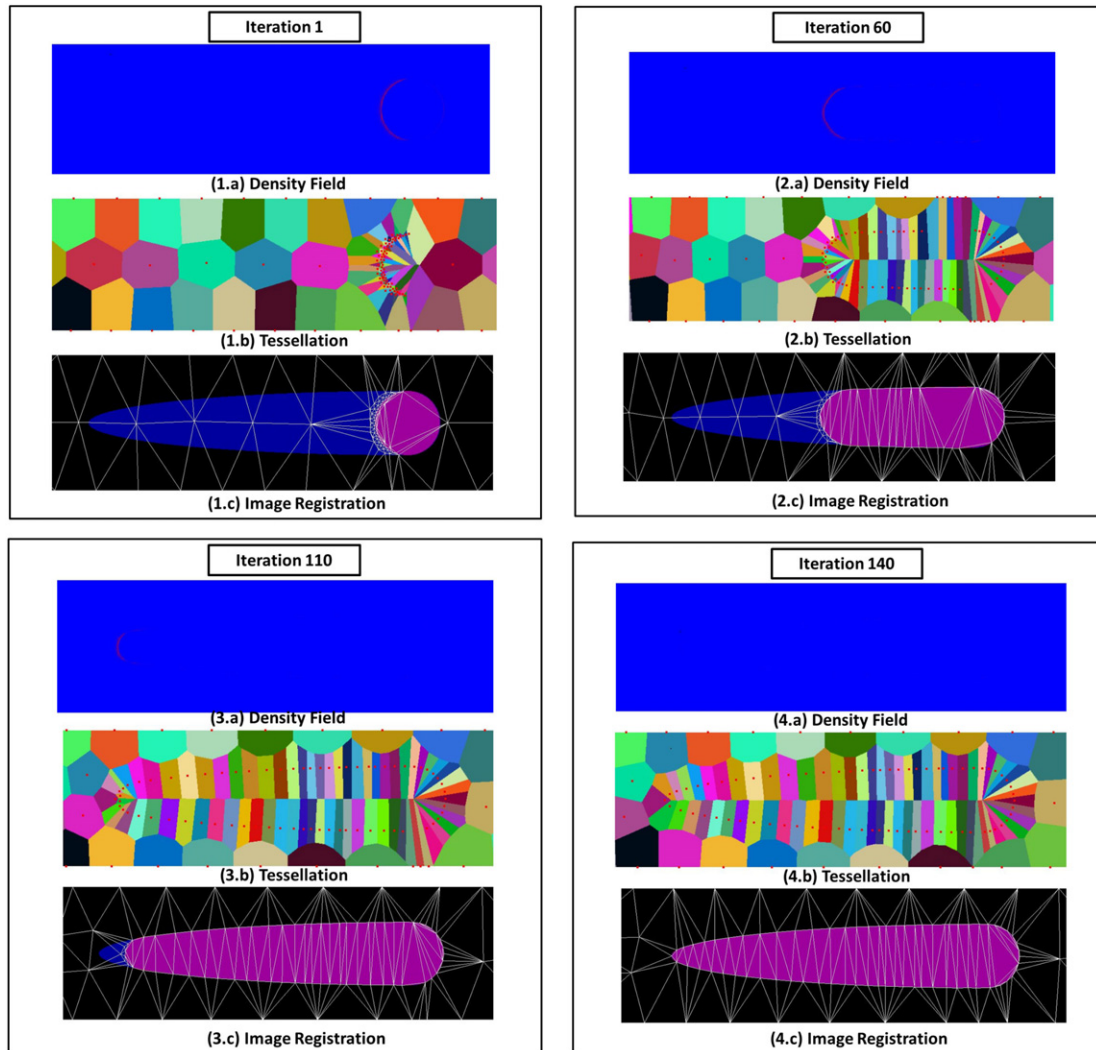 Iteration 1
(1.a) Density Field
(1.b) Tessellation
(1.c) Image Registration
Iteration 60
(2.a) Density Field
(2.b) Tessellation
(2.c) Image Registration
Iteration 110
(3.a) Density Field
(3.b) Tessellation
(3.c) Image Registration
Iteration 140
(4.a) Density Field
(4.b) Tessellation
(4.c) Image Registration